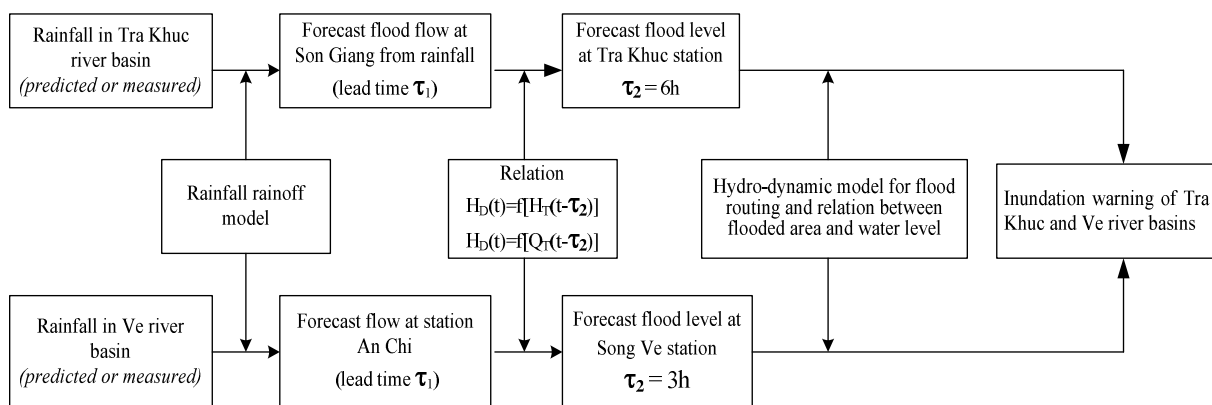 Rainfall in Tra Khuc
river basin
(predicted or measured)
Forecast flood flow at
Son Giang from rainfall
(lead time τ₁)
Forecast flood level
at Tra Khuc station
τ₂ = 6h
Rainfall rainoff
model
Relation
H_D(t)=f[H_T(t-τ₂)]
H_D(t)=f[Q_T(t-τ₂)]
Hydro-dynamic model for flood
routing and relation between
flooded area and water level
Inundation warning of Tra
Khuc and Ve river basins
Rainfall in Ve river
basin
(predicted or measured)
Forecast flow at station
An Chi
(lead time τ₁)
Forecast flood level at
Song Ve station
τ₂ = 3h